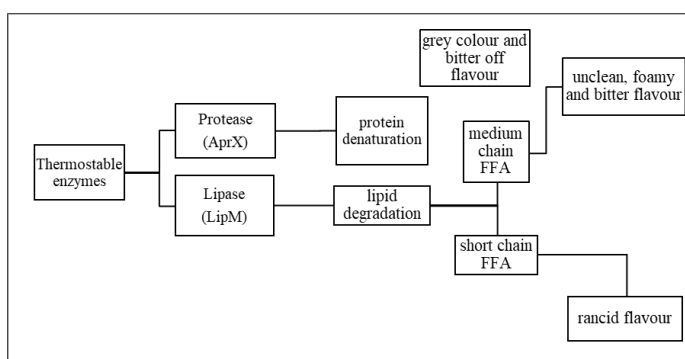 grey colour and
bitter off
flavour
unclean, foamy
and bitter flavour
Protease
(AprX)
protein
denaturation
medium
chain
FFA
Thermostable
enzymes
Lipase
(LipM)
lipid
degradation
short chain
FFA
rancid flavour